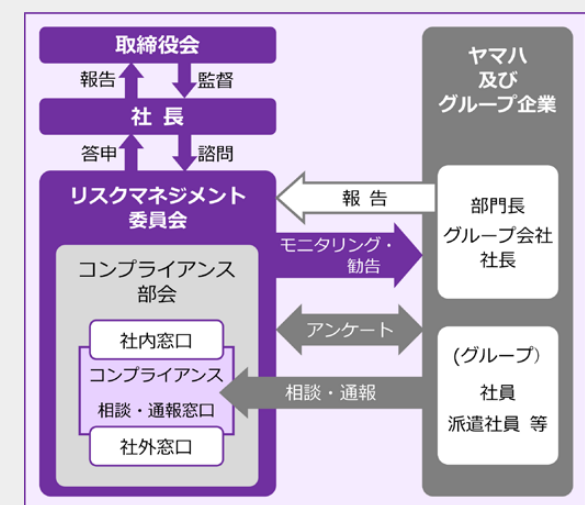 取締役会
報告
監督
社 長
答申
諮問
リスクマネジメント
委員会
コンプライアンス
部会
社内窓口
コンプライアンス
相談・通報窓口
社外窓口
報 告
モニタリング・
勧告
アンケート
相談・通報
ヤマハ
及び
グループ企業
部門長
グループ会社
社長
(グループ）
社員
派遣社員 等